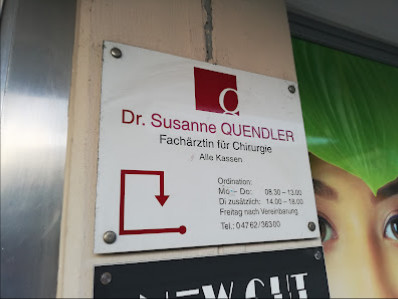 Q
Dr. Susanne QUENDLER
Fachärztin für Chirurgie
Alle Kassen
Ordination:
Mo.- Do: 08.30 - 13.00
Di zusätzlich: 14.00 - 18.00
Freitag nach Vereinbarung
Tel.: 04762/36300
NEW CUT